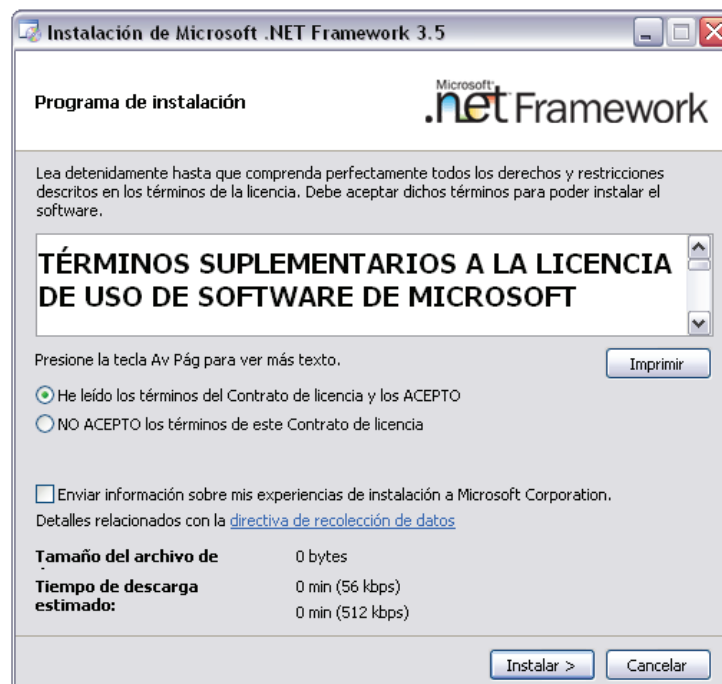 Instalación de Microsoft .NET Framework 3.5
Programa de instalación
Microsoft
.net Framework
Lea detenidamente hasta que comprenda perfectamente todos los derechos y restricciones
descritos en los términos de la licencia. Debe aceptar dichos términos para poder instalar el
software.
TÉRMINOS SUPLEMENTARIOS A LA LICENCIA
DE USO DE SOFTWARE DE MICROSOFT
Presione la tecla Av Pág para ver más texto.
Imprimir
He leído los términos del Contrato de licencia y los ACEPTO
NO ACEPTO los términos de este Contrato de licencia
Enviar información sobre mis experiencias de instalación a Microsoft Corporation.
Detalles relacionados con la directiva de recolección de datos
Tamaño del archivo de
0 bytes
Tiempo de descarga
estimado:
0 min (56 kbps)
0 min (512 kbps)
Instalar >
Cancelar